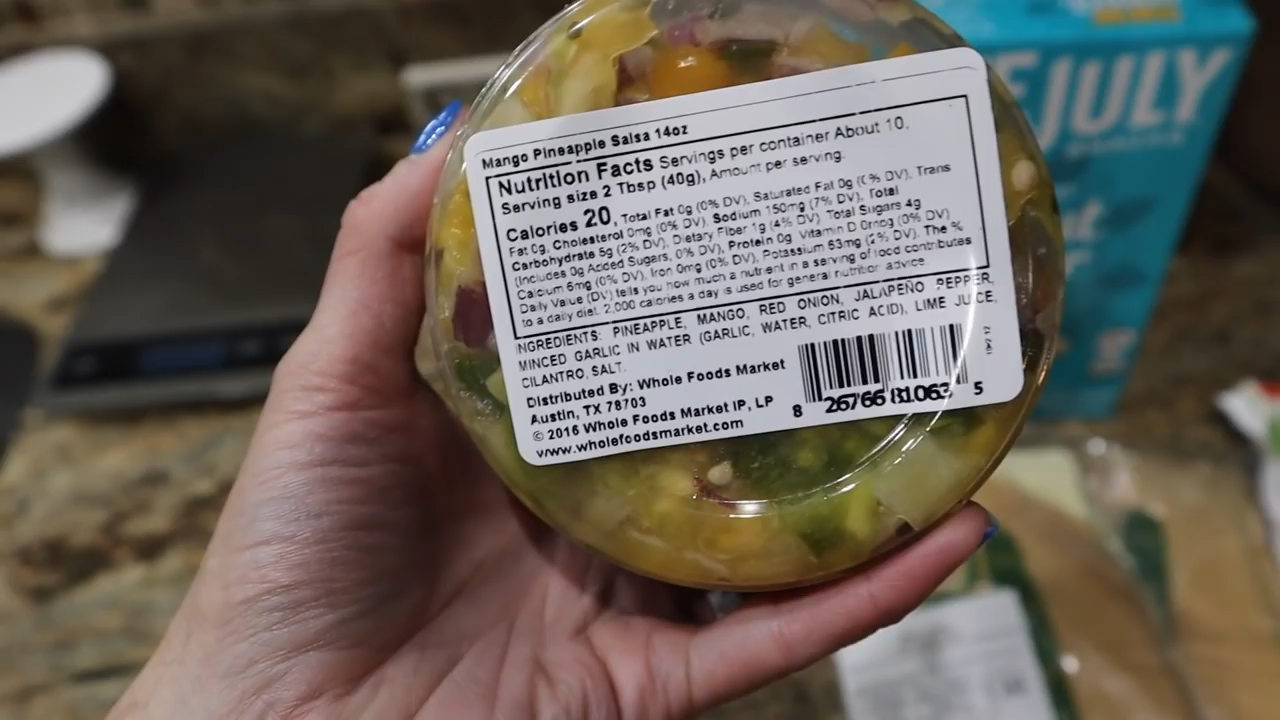 E JULY
Mango Pineapple Salsa 14oz
Nutrition Facts Servings per container About 10,
Serving size 2 Tbsp (40g), Amount per serving:
Calories 20, Total Fat 0g (0% DV), Saturated Fat 0g (0% DV), Trans
Fat 0g, Cholesterol 0mg (0% DV), Sodium 150mg (7% DV), Total
Carbohydrate 5g (2% DV), Dietary Fiber 1g (4% DV), Total Sugars 4g
(Includes 0g Added Sugars, 0% DV), Protein 0g, Vitamin D 0mcg (0% DV)
Calcium 6mg (0% DV), Iron 0mg (0% DV), Potassium 63mg (2% DV). The %
Daily Value (DV) tells you how much a nutrient in a serving of food contributes
to a daily diet. 2,000 calories a day is used for general nutrition advice.
INGREDIENTS: PINEAPPLE, MANGO, RED ONION, JALAPEÑO PEPPER,
MINCED GARLIC IN WATER (GARLIC, WATER, CITRIC ACID), LIME JUICE,
CILANTRO, SALT.
Distributed By: Whole Foods Market
Austin, TX 78703
© 2016 Whole Foods Market IP, LP
www.wholefoodsmarket.com
8 26766 81063 5